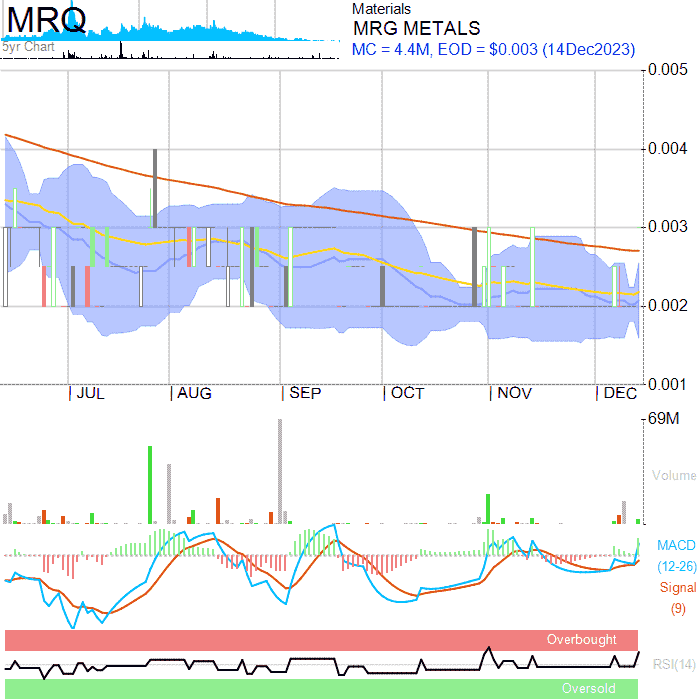 MRQ
5yr Chart
Materials
MRG METALS
MC = 4.4M, EOD = $0.003 (14Dec2023)
0.005
0.004
0.003
0.002
0.001
JUL AUG SEP OCT NOV DEC
69M
Volume
MACD
(12-26)
Signal
(9)
Overbought
RSI(14)
Oversold